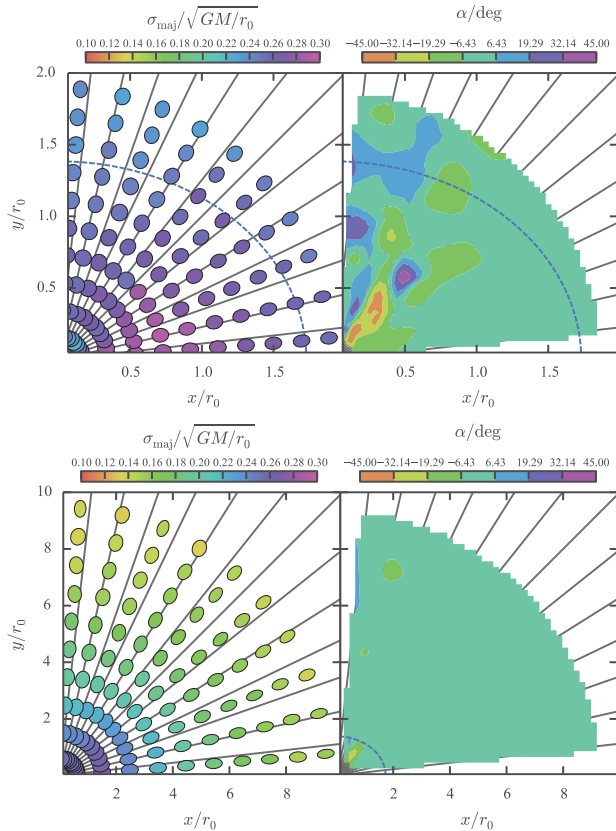 σ_maj/√GM/r₀ α/deg
0.10 0.12 0.14 0.16 0.18 0.20 0.22 0.24 0.26 0.28 0.30 −45.00 −32.14 −19.29 −6.43 6.43 19.29 32.14 45.00
2.0
1.5
y/r₀
1.0
0.5
0.5 1.0 1.5 0.5 1.0 1.5
x/r₀ x/r₀
σ_maj/√GM/r₀ α/deg
0.10 0.12 0.14 0.16 0.18 0.20 0.22 0.24 0.26 0.28 0.30 −45.00 −32.14 −19.29 −6.43 6.43 19.29 32.14 45.00
10
8
6
y/r₀
4
2
2 4 6 8 2 4 6 8
x/r₀ x/r₀